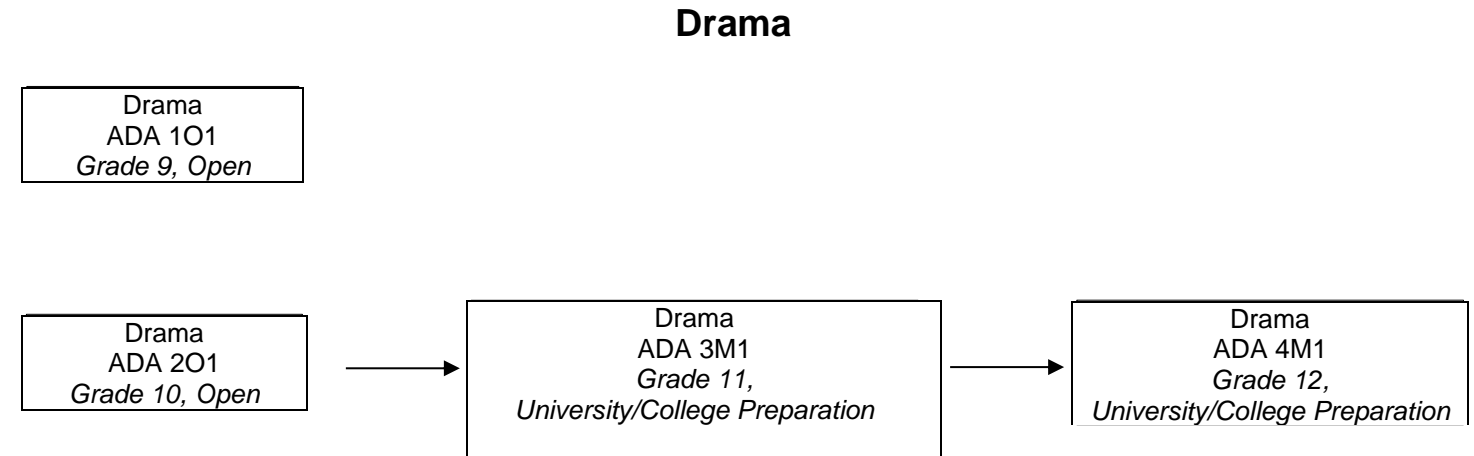 Drama
Drama
ADA 1O1
Grade 9, Open
Drama
ADA 2O1
Grade 10, Open
Drama
ADA 3M1
Grade 11,
University/College Preparation
Drama
ADA 4M1
Grade 12,
University/College Preparation